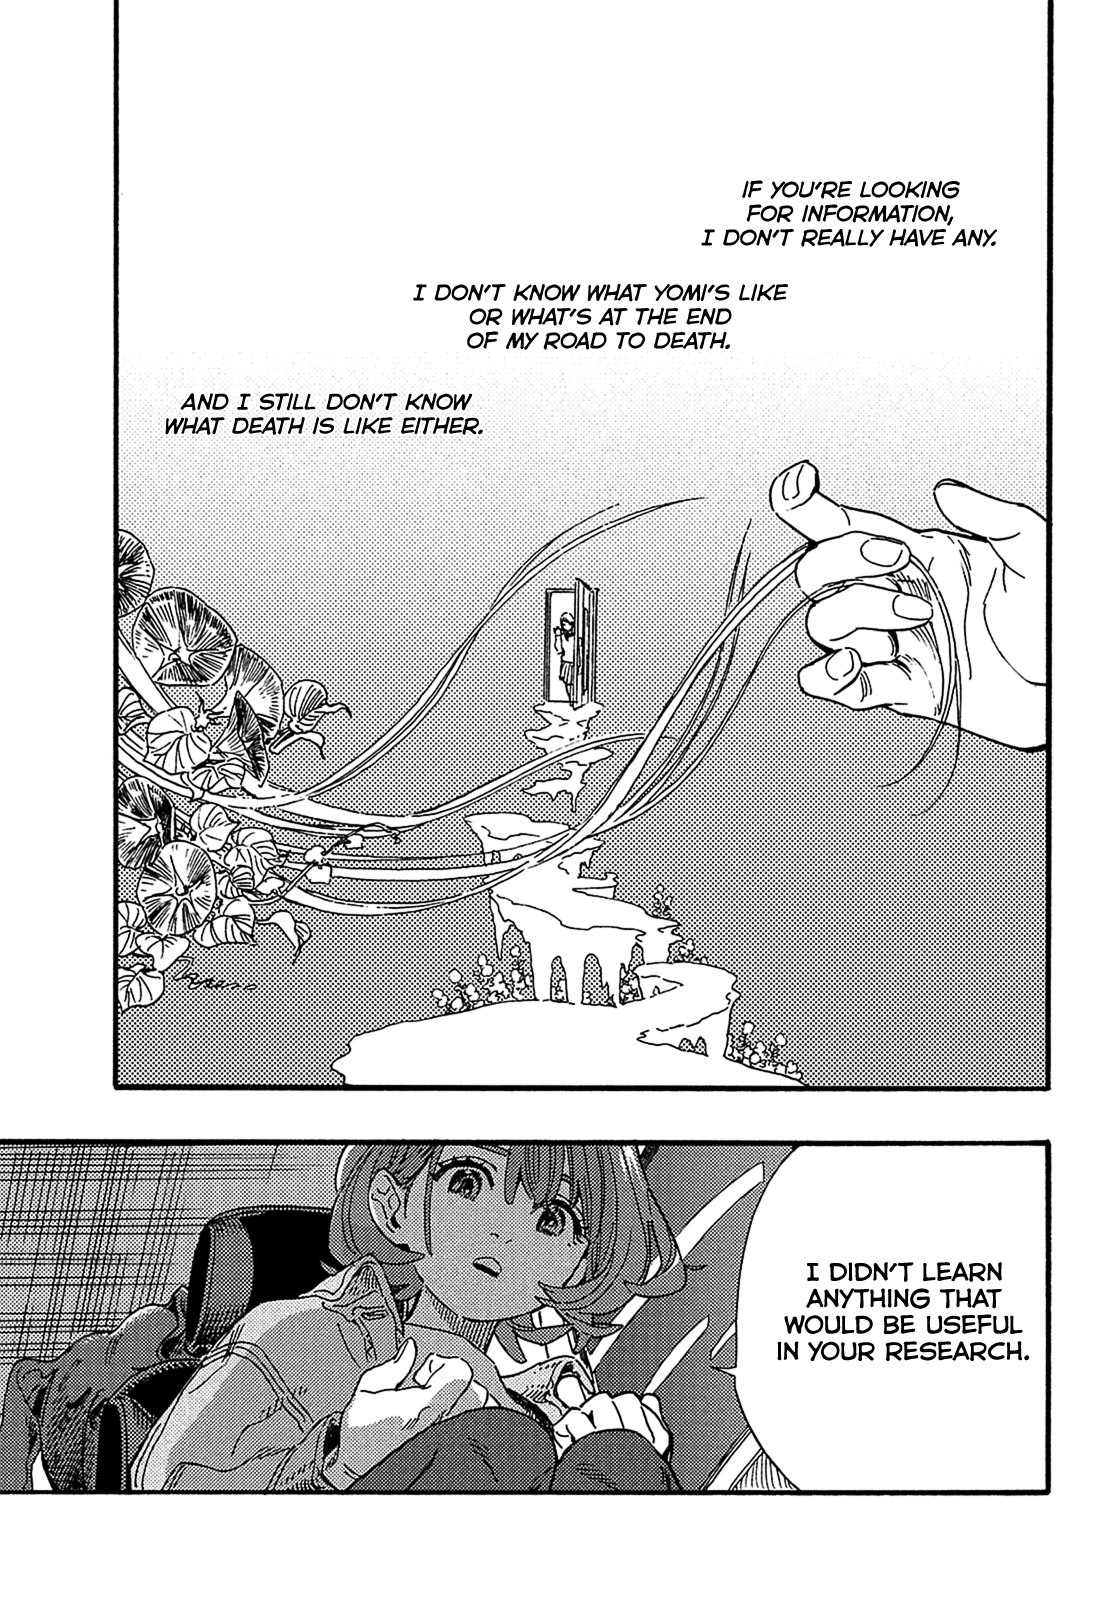 IF YOU'RE LOOKING
FOR INFORMATION,
I DON'T REALLY HAVE ANY.
I DON'T KNOW WHAT YOMI'S LIKE
OR WHAT'S AT THE END
OF MY ROAD TO DEATH.
AND I STILL DON'T KNOW
WHAT DEATH IS LIKE EITHER.
I DIDN'T LEARN
ANYTHING THAT
WOULD BE USEFUL
IN YOUR RESEARCH.